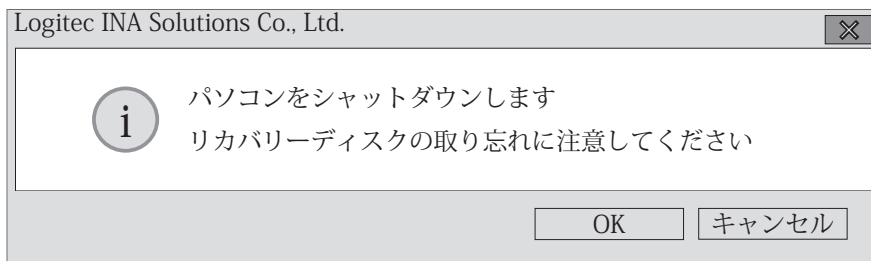 Logitec INA Solutions Co., Ltd.
i
パソコンをシャットダウンします
リカバリーディスクの取り忘れに注意してください
OK
キャンセル